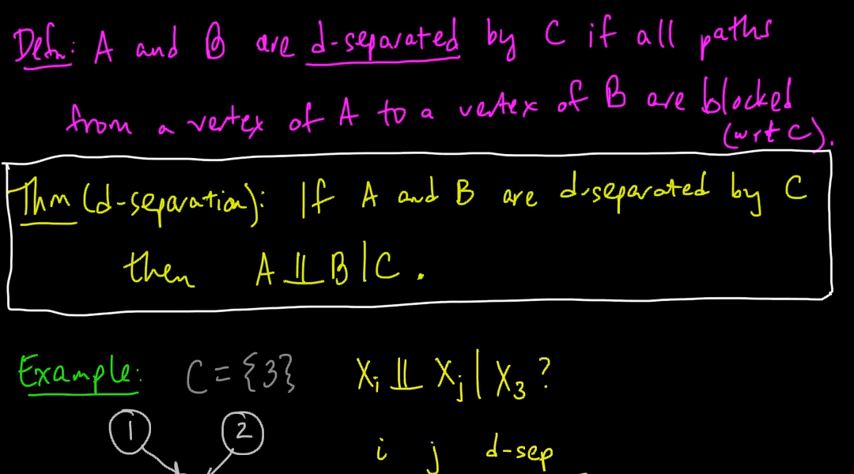 Defn: A and B are d-separated by C if all paths
from a vertex of A to a vertex of B are blocked
(wrt C).
Thm (d-separation): If A and B are d-separated by C
then A ⫫ B | C .
Example: C = {3} Xᵢ ⫫ Xⱼ | X₃ ?
1 2
i j d-sep